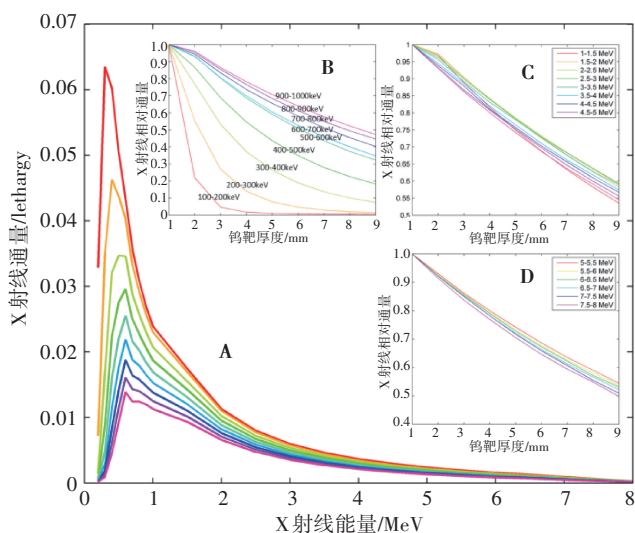 X射线通量/lethargy
0.07
0.06
0.05
0.04
0.03
0.02
0.01
0
0 1 2 3 4 5 6 7 8
X射线能量/MeV
A
B
X射线相对通量
1.0
0.9
0.8
0.7
0.6
0.5
0.4
0.3
0.2
0.1
0
900-1000keV
800-900keV
700-800keV
600-700keV
500-600keV
400-500keV
300-400keV
200-300keV
100-200keV
1 2 3 4 5 6 7 8 9
钨靶厚度/mm
C
X射线相对通量
1.00
0.95
0.9
0.85
0.8
0.75
0.7
0.65
0.6
0.55
0.5
1-1.5 MeV
1.5-2 MeV
2-2.5 MeV
2.5-3 MeV
3-3.5 MeV
3.5-4 MeV
4-4.5 MeV
4.5-5 MeV
1 2 3 4 5 6 7 8 9
钨靶厚度/mm
D
X射线相对通量
1.0
0.9
0.8
0.7
0.6
0.5
0.4
5-5.5 MeV
5.5-6 MeV
6-6.5 MeV
6.5-7 MeV
7-7.5 MeV
7.5-8 MeV
1 2 3 4 5 6 7 8 9
钨靶厚度/mm